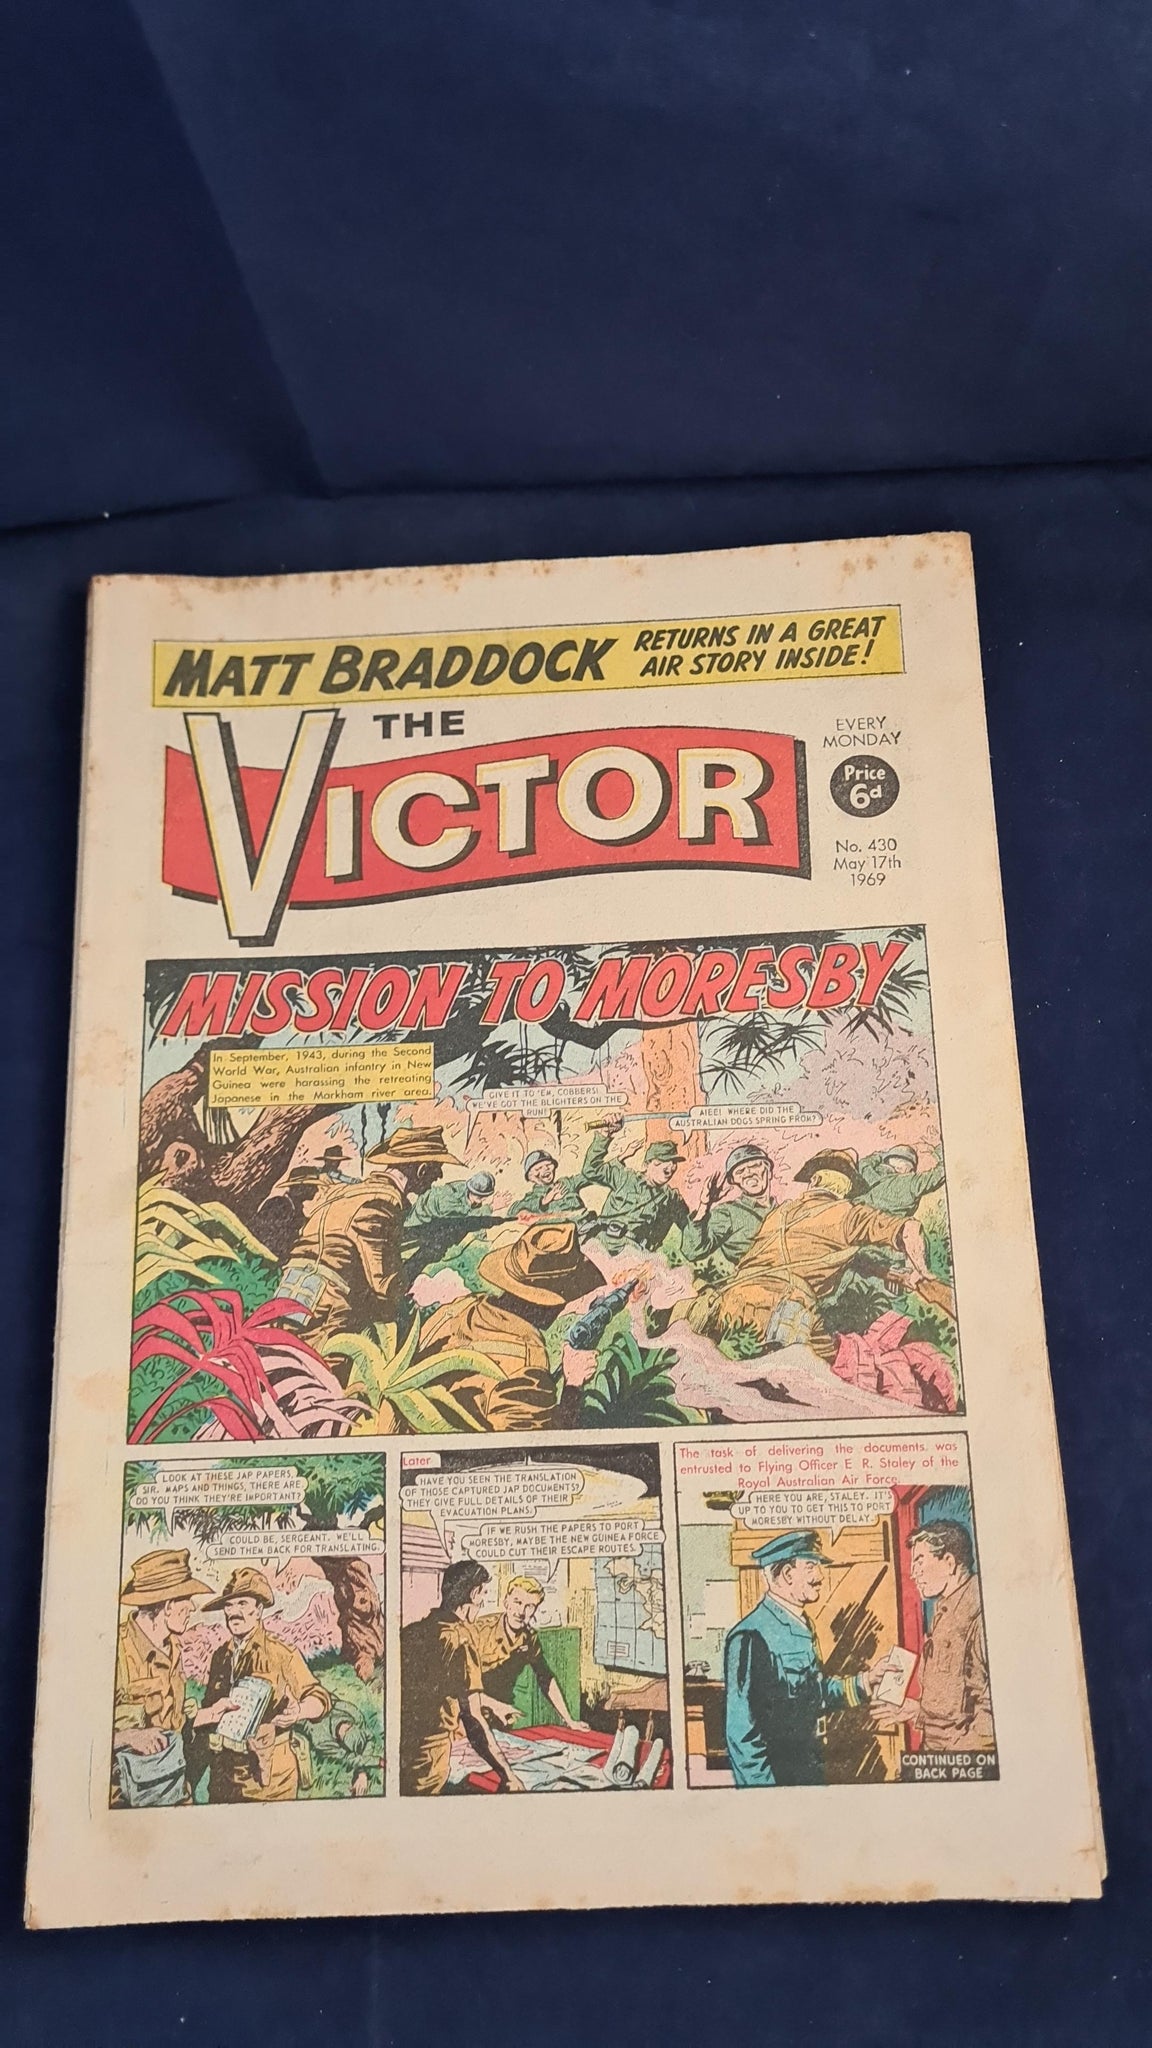 MATT BRADDOCK RETURNS IN A GREAT
AIR STORY INSIDE!
THE
VICTOR
EVERY
MONDAY
Price
6d
No. 430
May 17th
1969
MISSION TO MORESBY
In September, 1943, during the Second
World War, Australian infantry in New
Guinea were harassing the retreating
Japanese in the Markham river area.
GIVE IT TO 'EM, COBBERS!
WE'VE GOT THE BLIGHTERS ON THE
RUN!
AIEE! WHERE DID THE
AUSTRALIAN DOGS SPRING FROM?
LOOK AT THESE JAP PAPERS,
SIR. MAPS AND THINGS, THERE ARE.
DO YOU THINK THEY'RE IMPORTANT?
COULD BE, SERGEANT. WE'LL
SEND THEM BACK FOR TRANSLATING.
Later
HAVE YOU SEEN THE TRANSLATION
OF THOSE CAPTURED JAP DOCUMENTS?
THEY GIVE FULL DETAILS OF THEIR
EVACUATION PLANS.
IF WE RUSH THE PAPERS TO PORT
MORESBY, MAYBE THE NEW GUINEA FORCE
COULD CUT THEIR ESCAPE ROUTES.
The task of delivering the documents was
entrusted to Flying Officer E. R. Staley of the
Royal Australian Air Force.
HERE YOU ARE, STALEY. IT'S
UP TO YOU TO GET THIS TO PORT
MORESBY WITHOUT DELAY.
CONTINUED ON
BACK PAGE